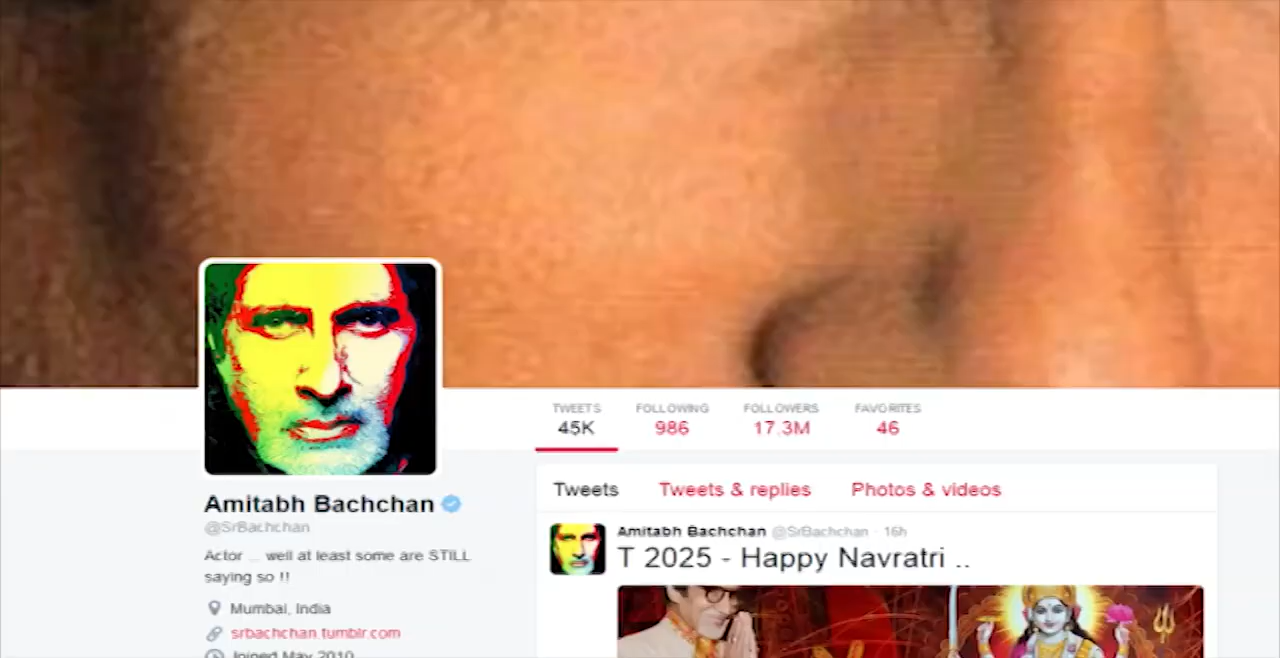 TWEETS FOLLOWING FOLLOWERS FAVORITES
45K 986 17.3M 46
Tweets Tweets & replies Photos & videos
Amitabh Bachchan
@SrBachchan
Actor ... well at least some are STILL
saying so !!
Mumbai, India
srbachchan.tumblr.com
Joined May 2010
Amitabh Bachchan @SrBachchan · 16h
T 2025 - Happy Navratri ..